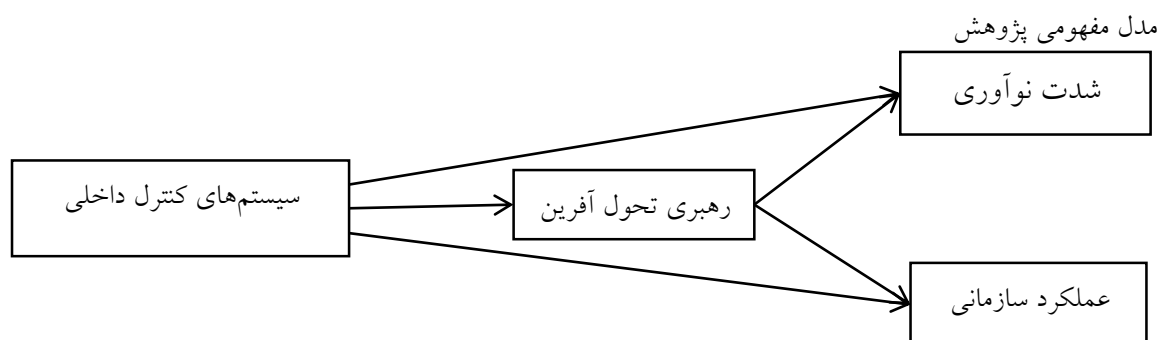 مدل مفهومی پژوهش
شدت نوآوری
سیستم‌های کنترل داخلی
رهبری تحول آفرین
عملکرد سازمانی